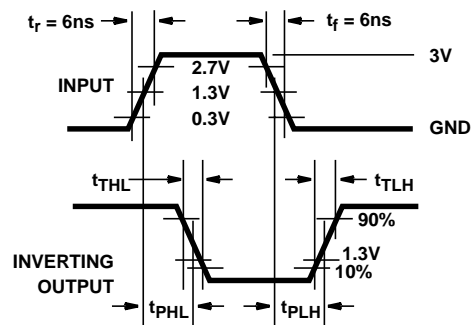 tr = 6ns
tf = 6ns
3V
2.7V
INPUT
1.3V
0.3V
GND
tTHL
tTLH
90%
INVERTING
OUTPUT
1.3V
10%
tPHL
tPLH